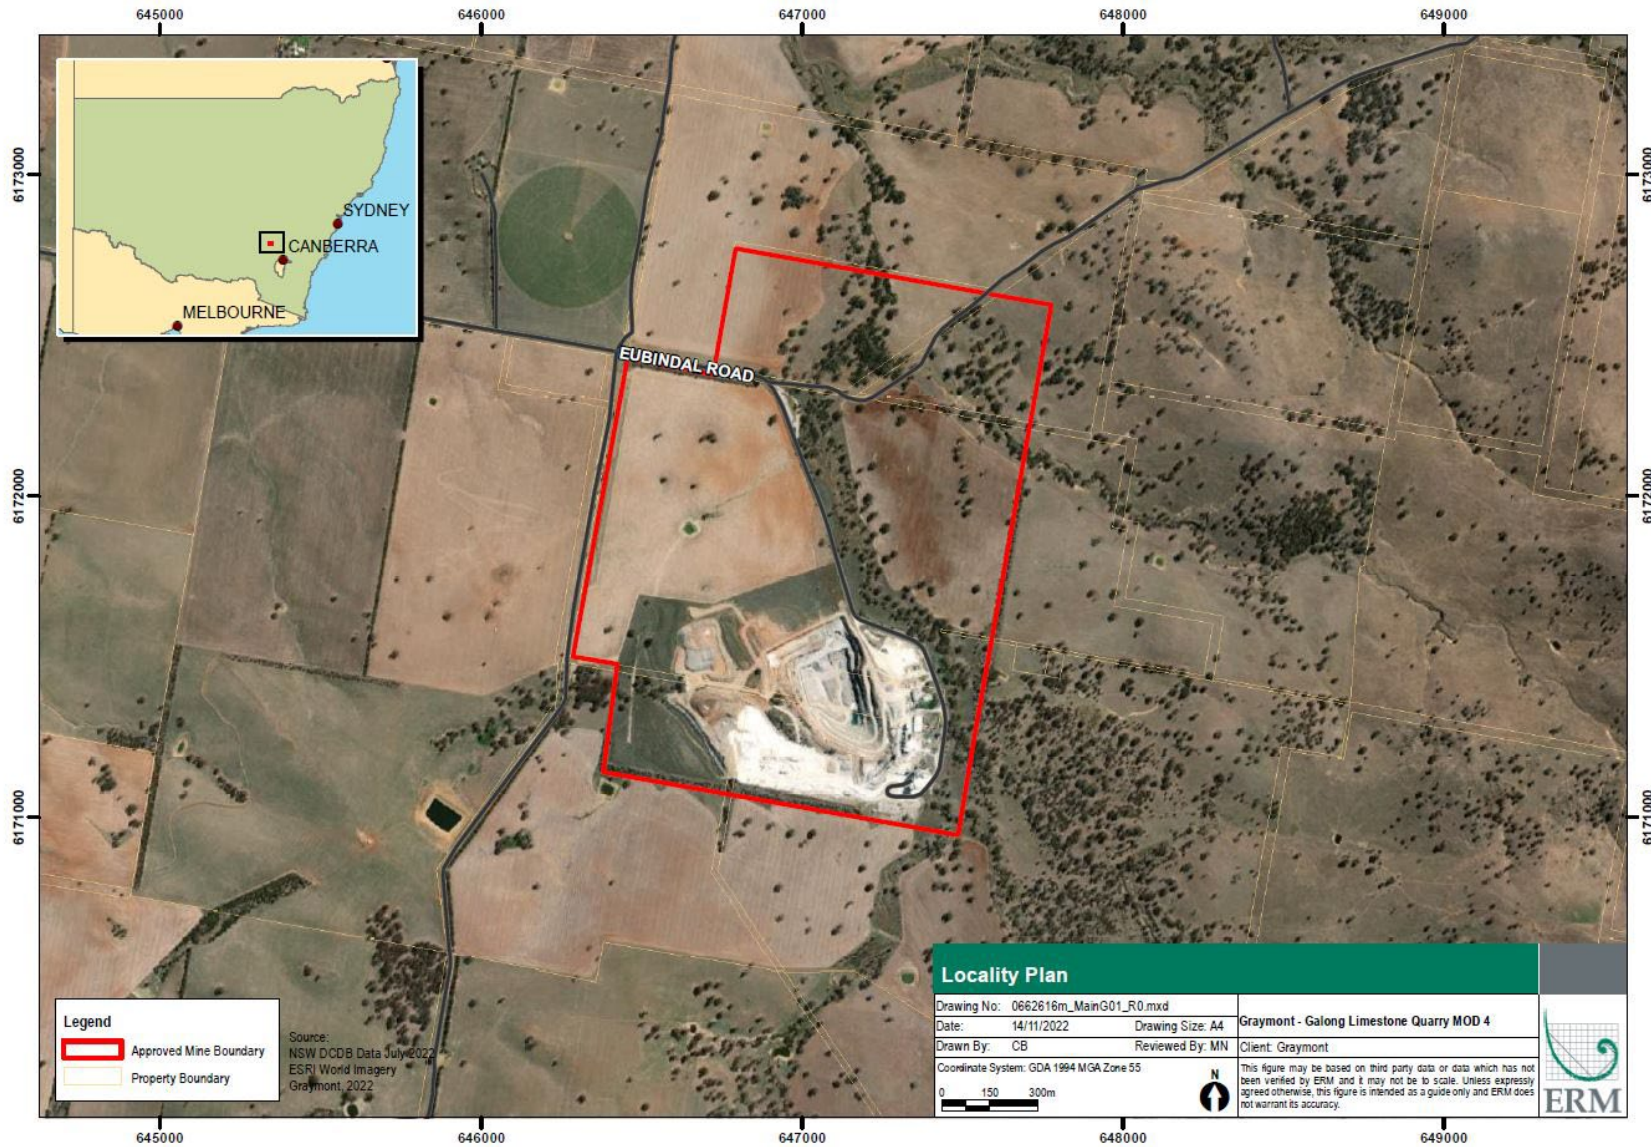 645000 646000 647000 648000 649000
6173000 6173000
SYDNEY
CANBERRA
MELBOURNE
EUBINDAL ROAD
6172000 6172000
6171000 6171000
Legend
Approved Mine Boundary
Property Boundary
Source:
NSW DCDB Data July 2022
ESRI World Imagery
Graymont, 2022
Locality Plan
Drawing No: 0662616m_MainG01_R0.mxd
Date: 14/11/2022 Drawing Size: A4
Drawn By: CB Reviewed By: MN
Coordinate System: GDA 1994 MGA Zone 55
0 150 300m
N
Graymont - Galong Limestone Quarry MOD 4
Client: Graymont
This figure may be based on third party data or data which has not
been verified by ERM and it may not be to scale. Unless expressly
agreed otherwise, this figure is intended as a guide only and ERM does
not warrant its accuracy.
ERM
645000 646000 647000 648000 649000